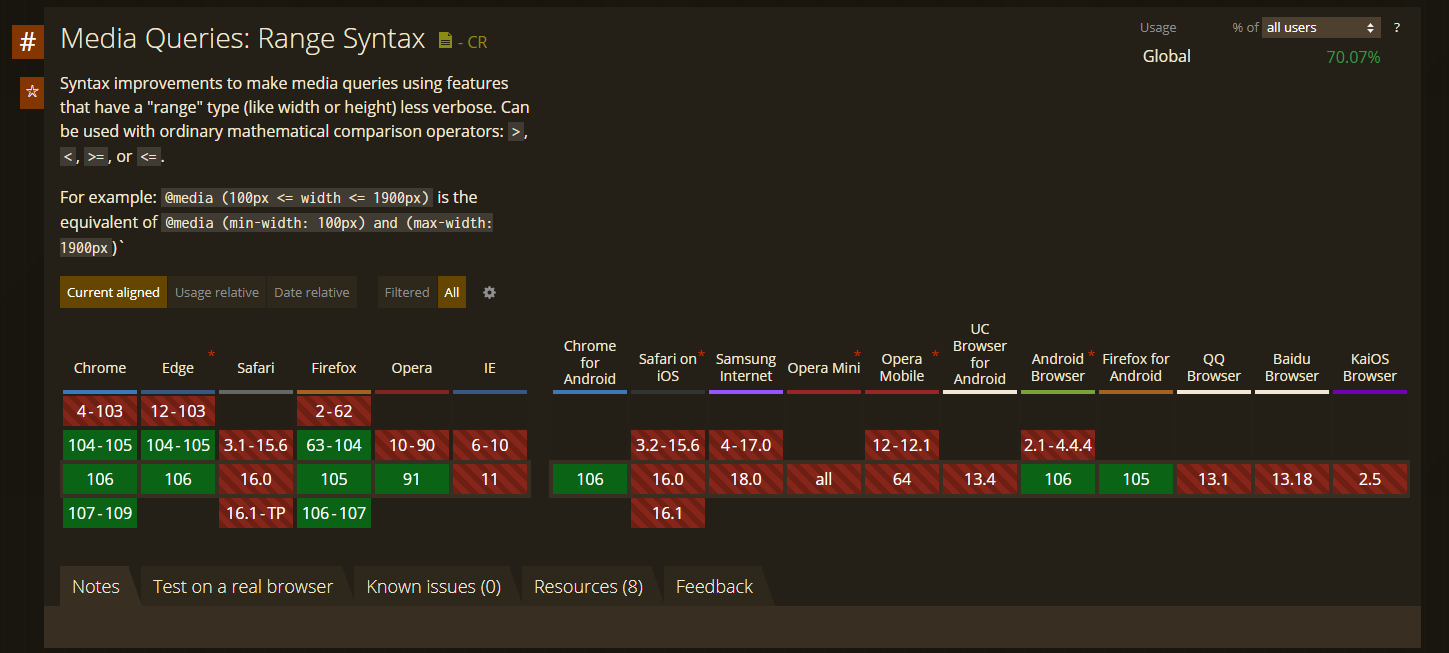 #
Media Queries: Range Syntax - CR
☆
Syntax improvements to make media queries using features
that have a "range" type (like width or height) less verbose. Can
be used with ordinary mathematical comparison operators: >,
<, >=, or <=.
For example: @media (100px <= width <= 1900px) is the
equivalent of @media (min-width: 100px) and (max-width:
1900px)`
Usage % of all users ?
Global 70.07%
Current aligned Usage relative Date relative Filtered All
Chrome Edge * Safari Firefox Opera IE
Chrome for Android Safari on iOS * Samsung Internet Opera Mini * Opera Mobile * UC Browser for Android Android Browser * Firefox for Android QQ Browser Baidu Browser KaiOS Browser
4-103 12-103 2-62
104-105 104-105 3.1-15.6 63-104 10-90 6-10 3.2-15.6 4-17.0 12-12.1 2.1-4.4.4
106 106 16.0 105 91 11 106 16.0 18.0 all 64 13.4 106 105 13.1 13.18 2.5
107-109 16.1-TP 106-107 16.1
Notes Test on a real browser Known issues (0) Resources (8) Feedback